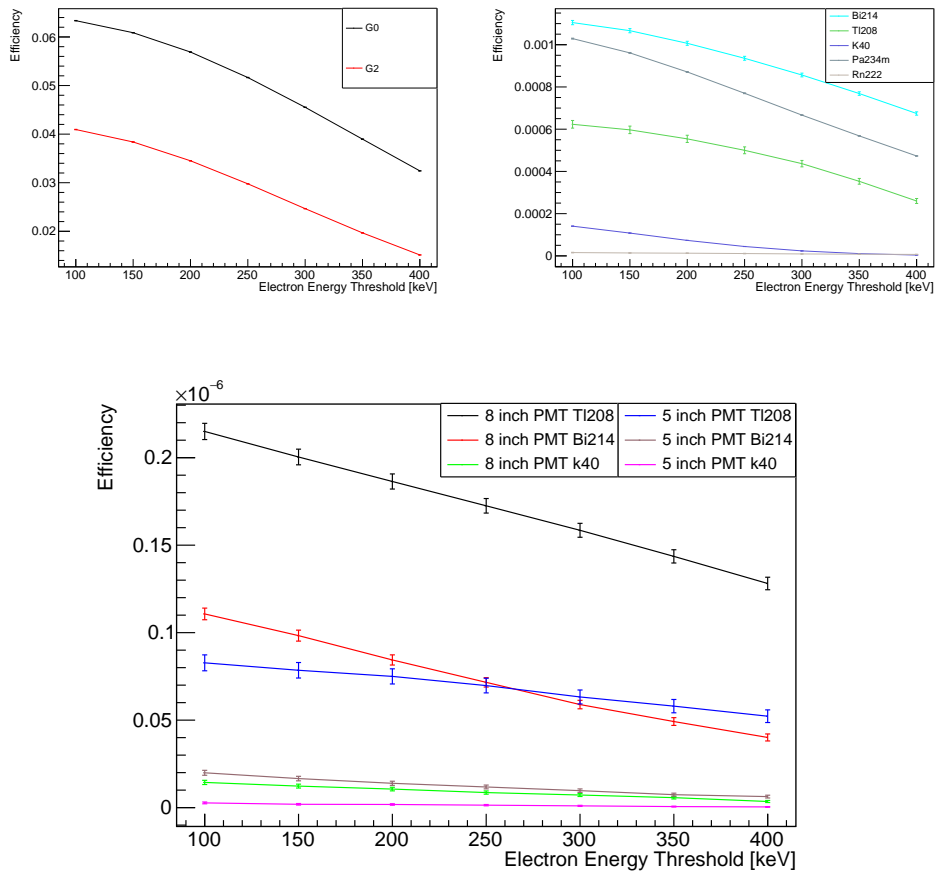 Efficiency
0.06
0.05
0.04
0.03
0.02
G0
G2
100 150 200 250 300 350 400
Electron Energy Threshold [keV]
Efficiency
0.001
0.0008
0.0006
0.0004
0.0002
0
Bi214
Tl208
K40
Pa234m
Rn222
100 150 200 250 300 350 400
Electron Energy Threshold [keV]
×10⁻⁶
Efficiency
0.2
0.15
0.1
0.05
0
8 inch PMT Tl208 5 inch PMT Tl208
8 inch PMT Bi214 5 inch PMT Bi214
8 inch PMT k40 5 inch PMT k40
100 150 200 250 300 350 400
Electron Energy Threshold [keV]